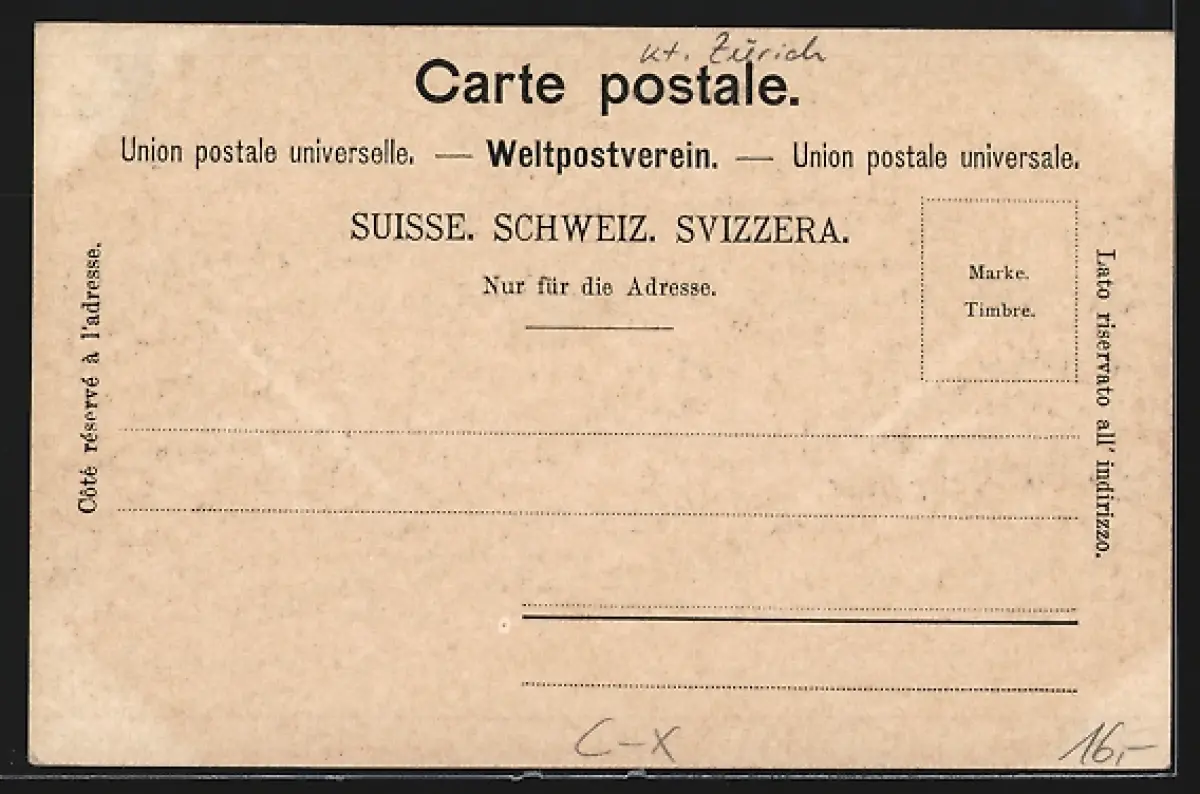 Kt. Zürich
Carte postale.
Union postale universelle. — Weltpostverein. — Union postale universale.
SUISSE. SCHWEIZ. SVIZZERA.
Nur für die Adresse.
Marke.
Timbre.
Côté réservé à l'adresse.
Lato riservato all' indirizzo.
C-X
16,-